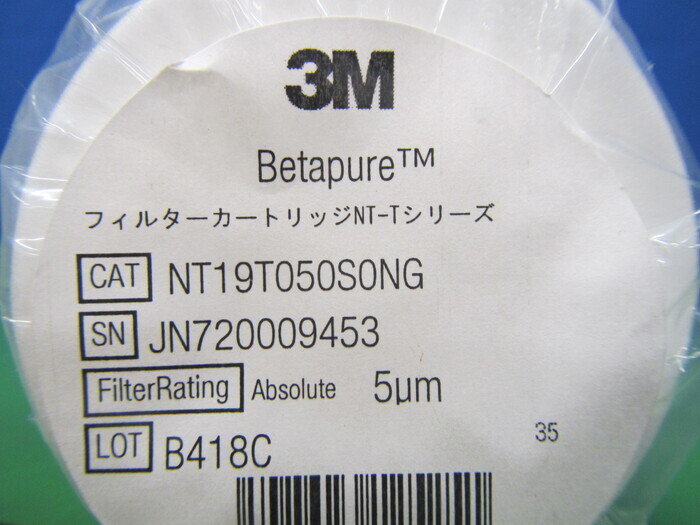 3M
Betapure™
フィルターカートリッジNT-Tシリーズ
CAT NT19T050S0NG
SN JN720009453
FilterRating Absolute 5µm
LOT B418C
35